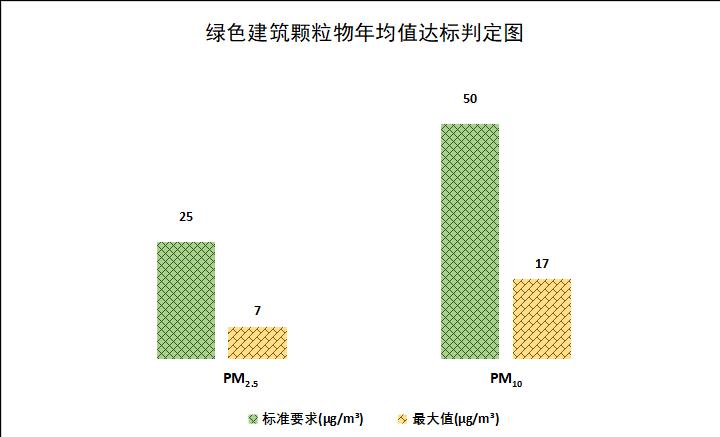 绿色建筑颗粒物年均值达标判定图
50
25
17
7
PM2.5
PM10
标准要求(μg/m³)
最大值(μg/m³)